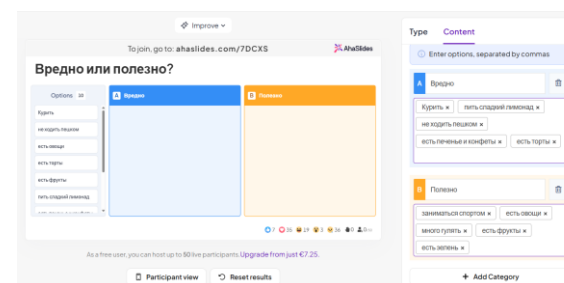 Improve
To join, go to: ahaslides.com/7DCXS
AhaSlides
Вредно или полезно?
Options
A Вредно
B Полезно
Курить
не ходить пешком
есть овощи
есть торты
есть фрукты
пить сладкий лимонад
As a free user, you can host up to 50 live participants. Upgrade from just €7.25.
Participant view
Reset results
Type Content
Enter options, separated by commas
A Вредно
Курить × пить сладкий лимонад ×
не ходить пешком ×
есть печенье и конфеты × есть торты ×
B Полезно
заниматься спортом × есть овощи ×
много гулять × есть фрукты ×
есть зелень ×
+ Add Category